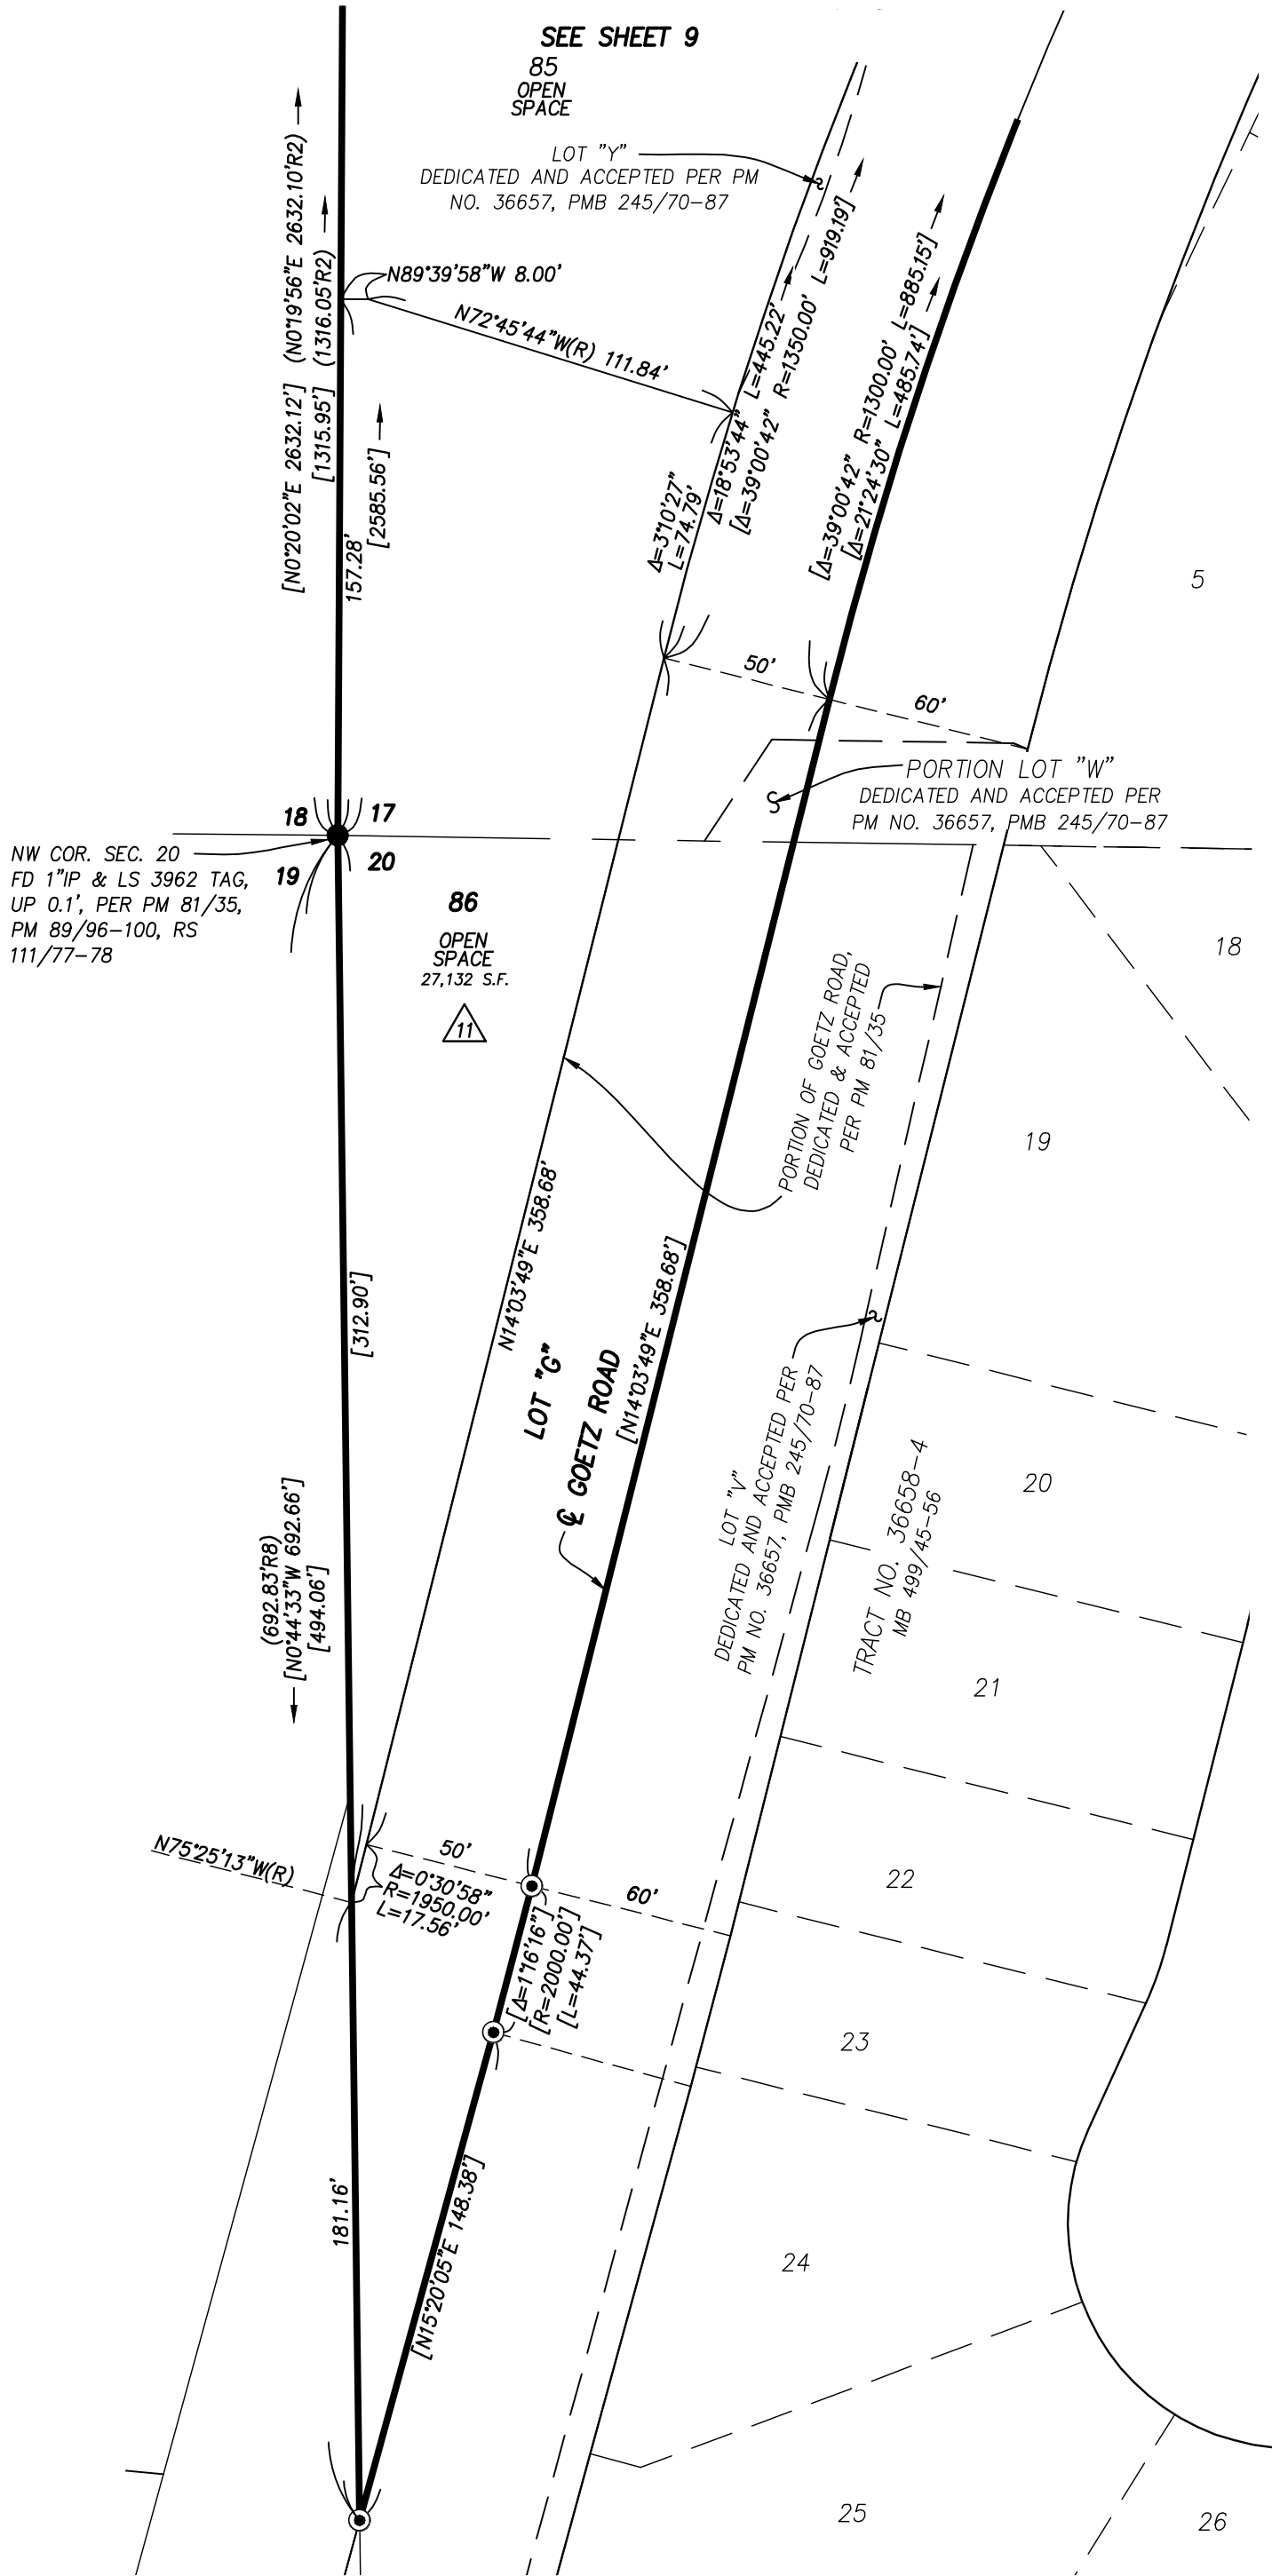 SEE SHEET 9
85
OPEN
SPACE
LOT "Y"
DEDICATED AND ACCEPTED PER PM
NO. 36657, PMB 245/70-87
(N0°19'56"E 2632.10'R2)
(1316.05'R2)
[N0°20'02"E 2632.12']
[1315.95']
157.28'
[2585.56']
N89°39'58"W 8.00'
N72°45'44"W(R) 111.84'
Δ=3°10'27"
L=74.79'
Δ=18°53'44" L=445.22'
[Δ=39°00'42" R=1350.00' L=919.19']
[Δ=39°00'42" R=1300.00' L=885.15']
[Δ=21°24'30" L=485.74']
5
50'
60'
PORTION LOT "W"
DEDICATED AND ACCEPTED PER
PM NO. 36657, PMB 245/70-87
18
17
19
20
NW COR. SEC. 20
FD 1"IP & LS 3962 TAG,
UP 0.1', PER PM 81/35,
PM 89/96-100, RS
111/77-78
86
OPEN
SPACE
27,132 S.F.
11
18
PORTION OF GOETZ ROAD,
DEDICATED & ACCEPTED
PER PM 81/35
19
N14°03'49"E 358.68'
[312.90']
LOT "G"
℄ GOETZ ROAD
[N14°03'49"E 358.68']
LOT "V"
DEDICATED AND ACCEPTED PER
PM NO. 36657, PMB 245/70-87
TRACT NO. 36658-4
MB 499/45-56
20
(692.83'R8)
[N0°44'33"W 692.66']
[494.06']
21
N75°25'13"W(R)
50'
Δ=0°30'58"
R=1950.00'
L=17.56'
60'
22
[Δ=1°16'16"]
[R=2000.00']
[L=44.37']
23
181.16'
[N15°20'05"E 148.38']
24
25
26